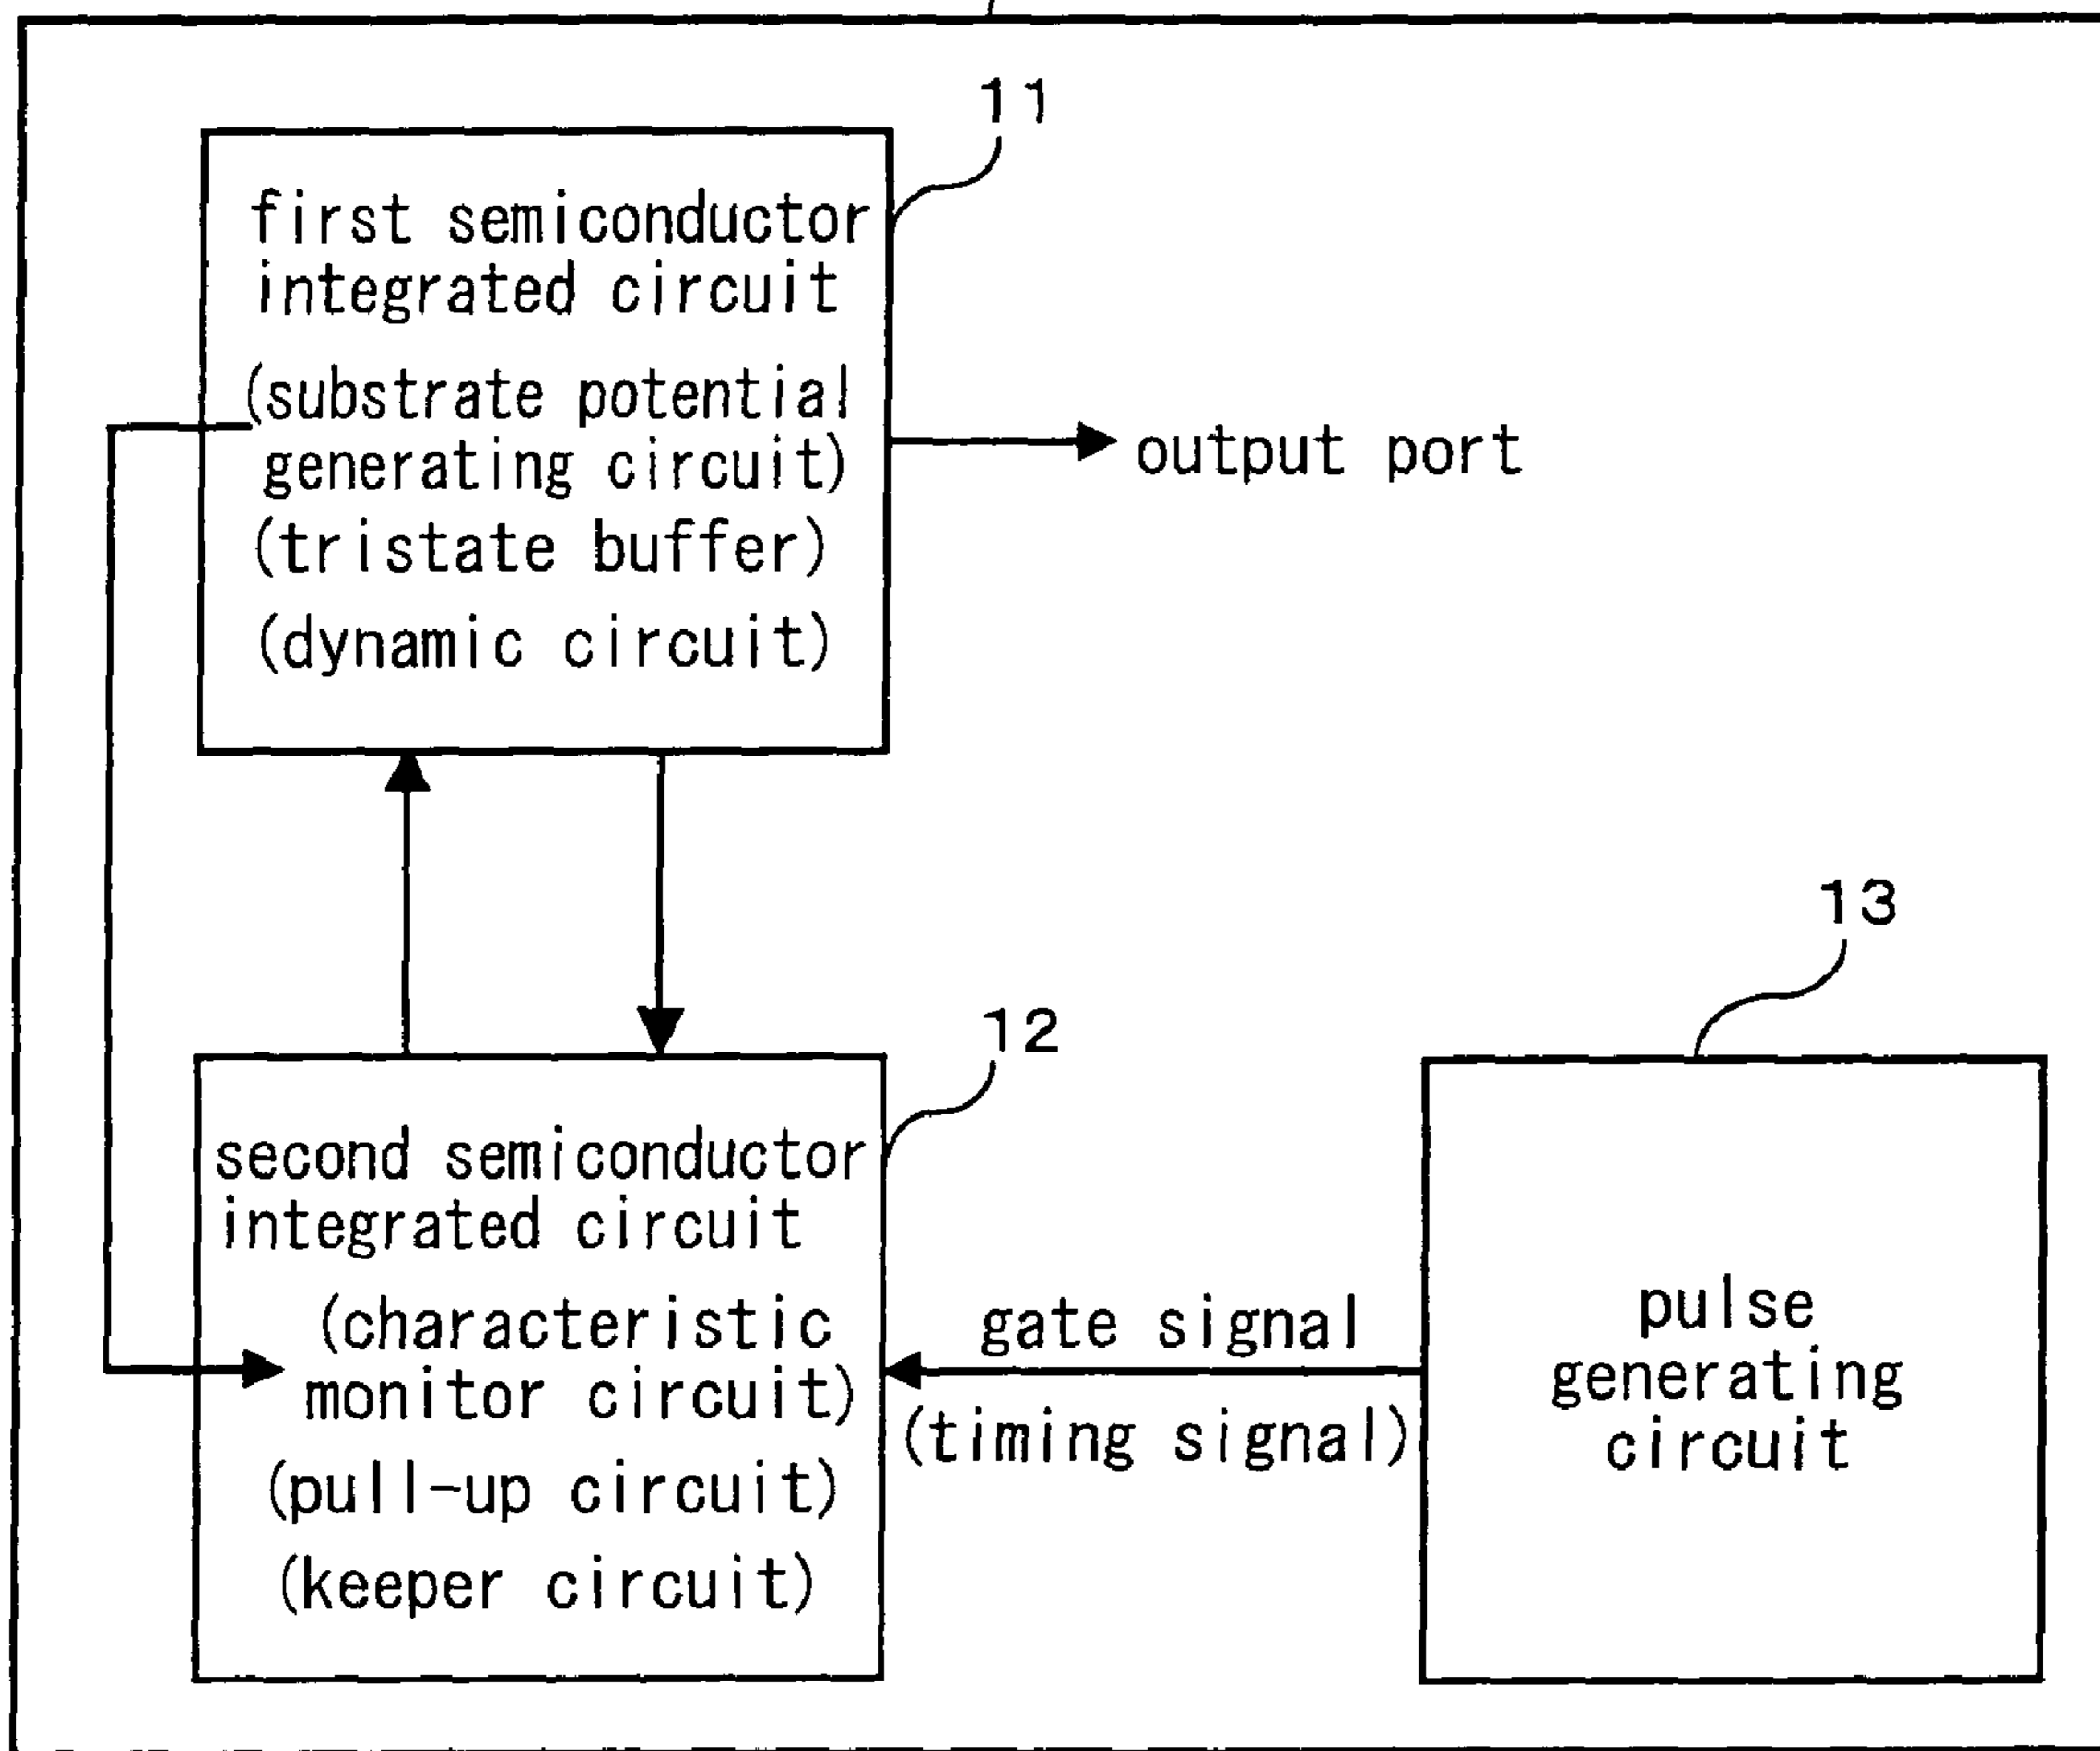 11
first semiconductor
integrated circuit
(substrate potential
generating circuit)
(tristate buffer)
(dynamic circuit)
output port
12
second semiconductor
integrated circuit
(characteristic
monitor circuit)
(pull-up circuit)
(keeper circuit)
gate signal
(timing signal)
13
pulse
generating
circuit